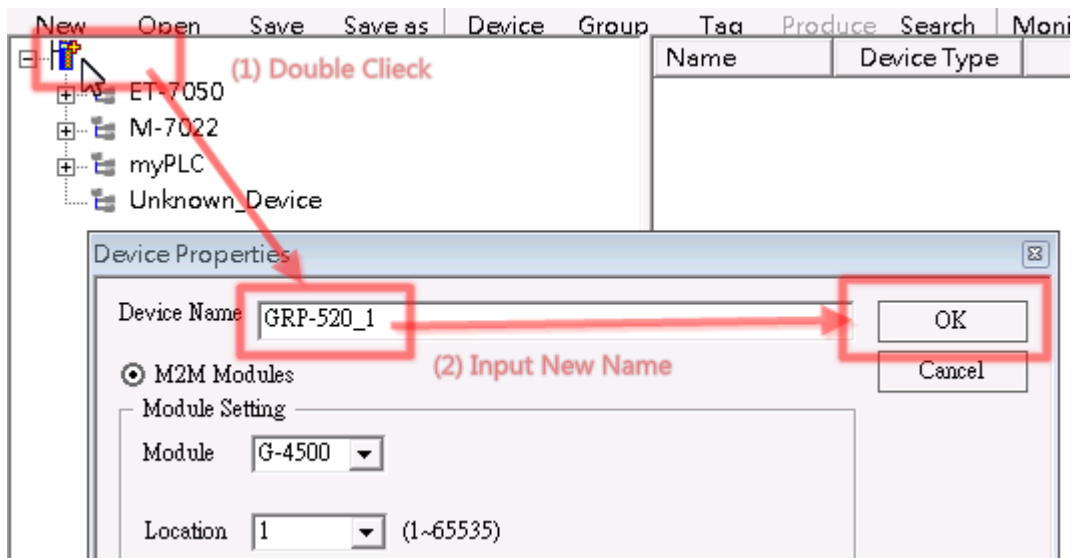 New Open Save Save as Device Group Tag Produce Search Moni
Name Device Type
(1) Double Clieck
ET-7050
M-7022
myPLC
Unknown_Device
Device Properties
Device Name GRP-520_1 OK
(2) Input New Name
M2M Modules Cancel
Module Setting
Module G-4500
Location 1 (1~65535)